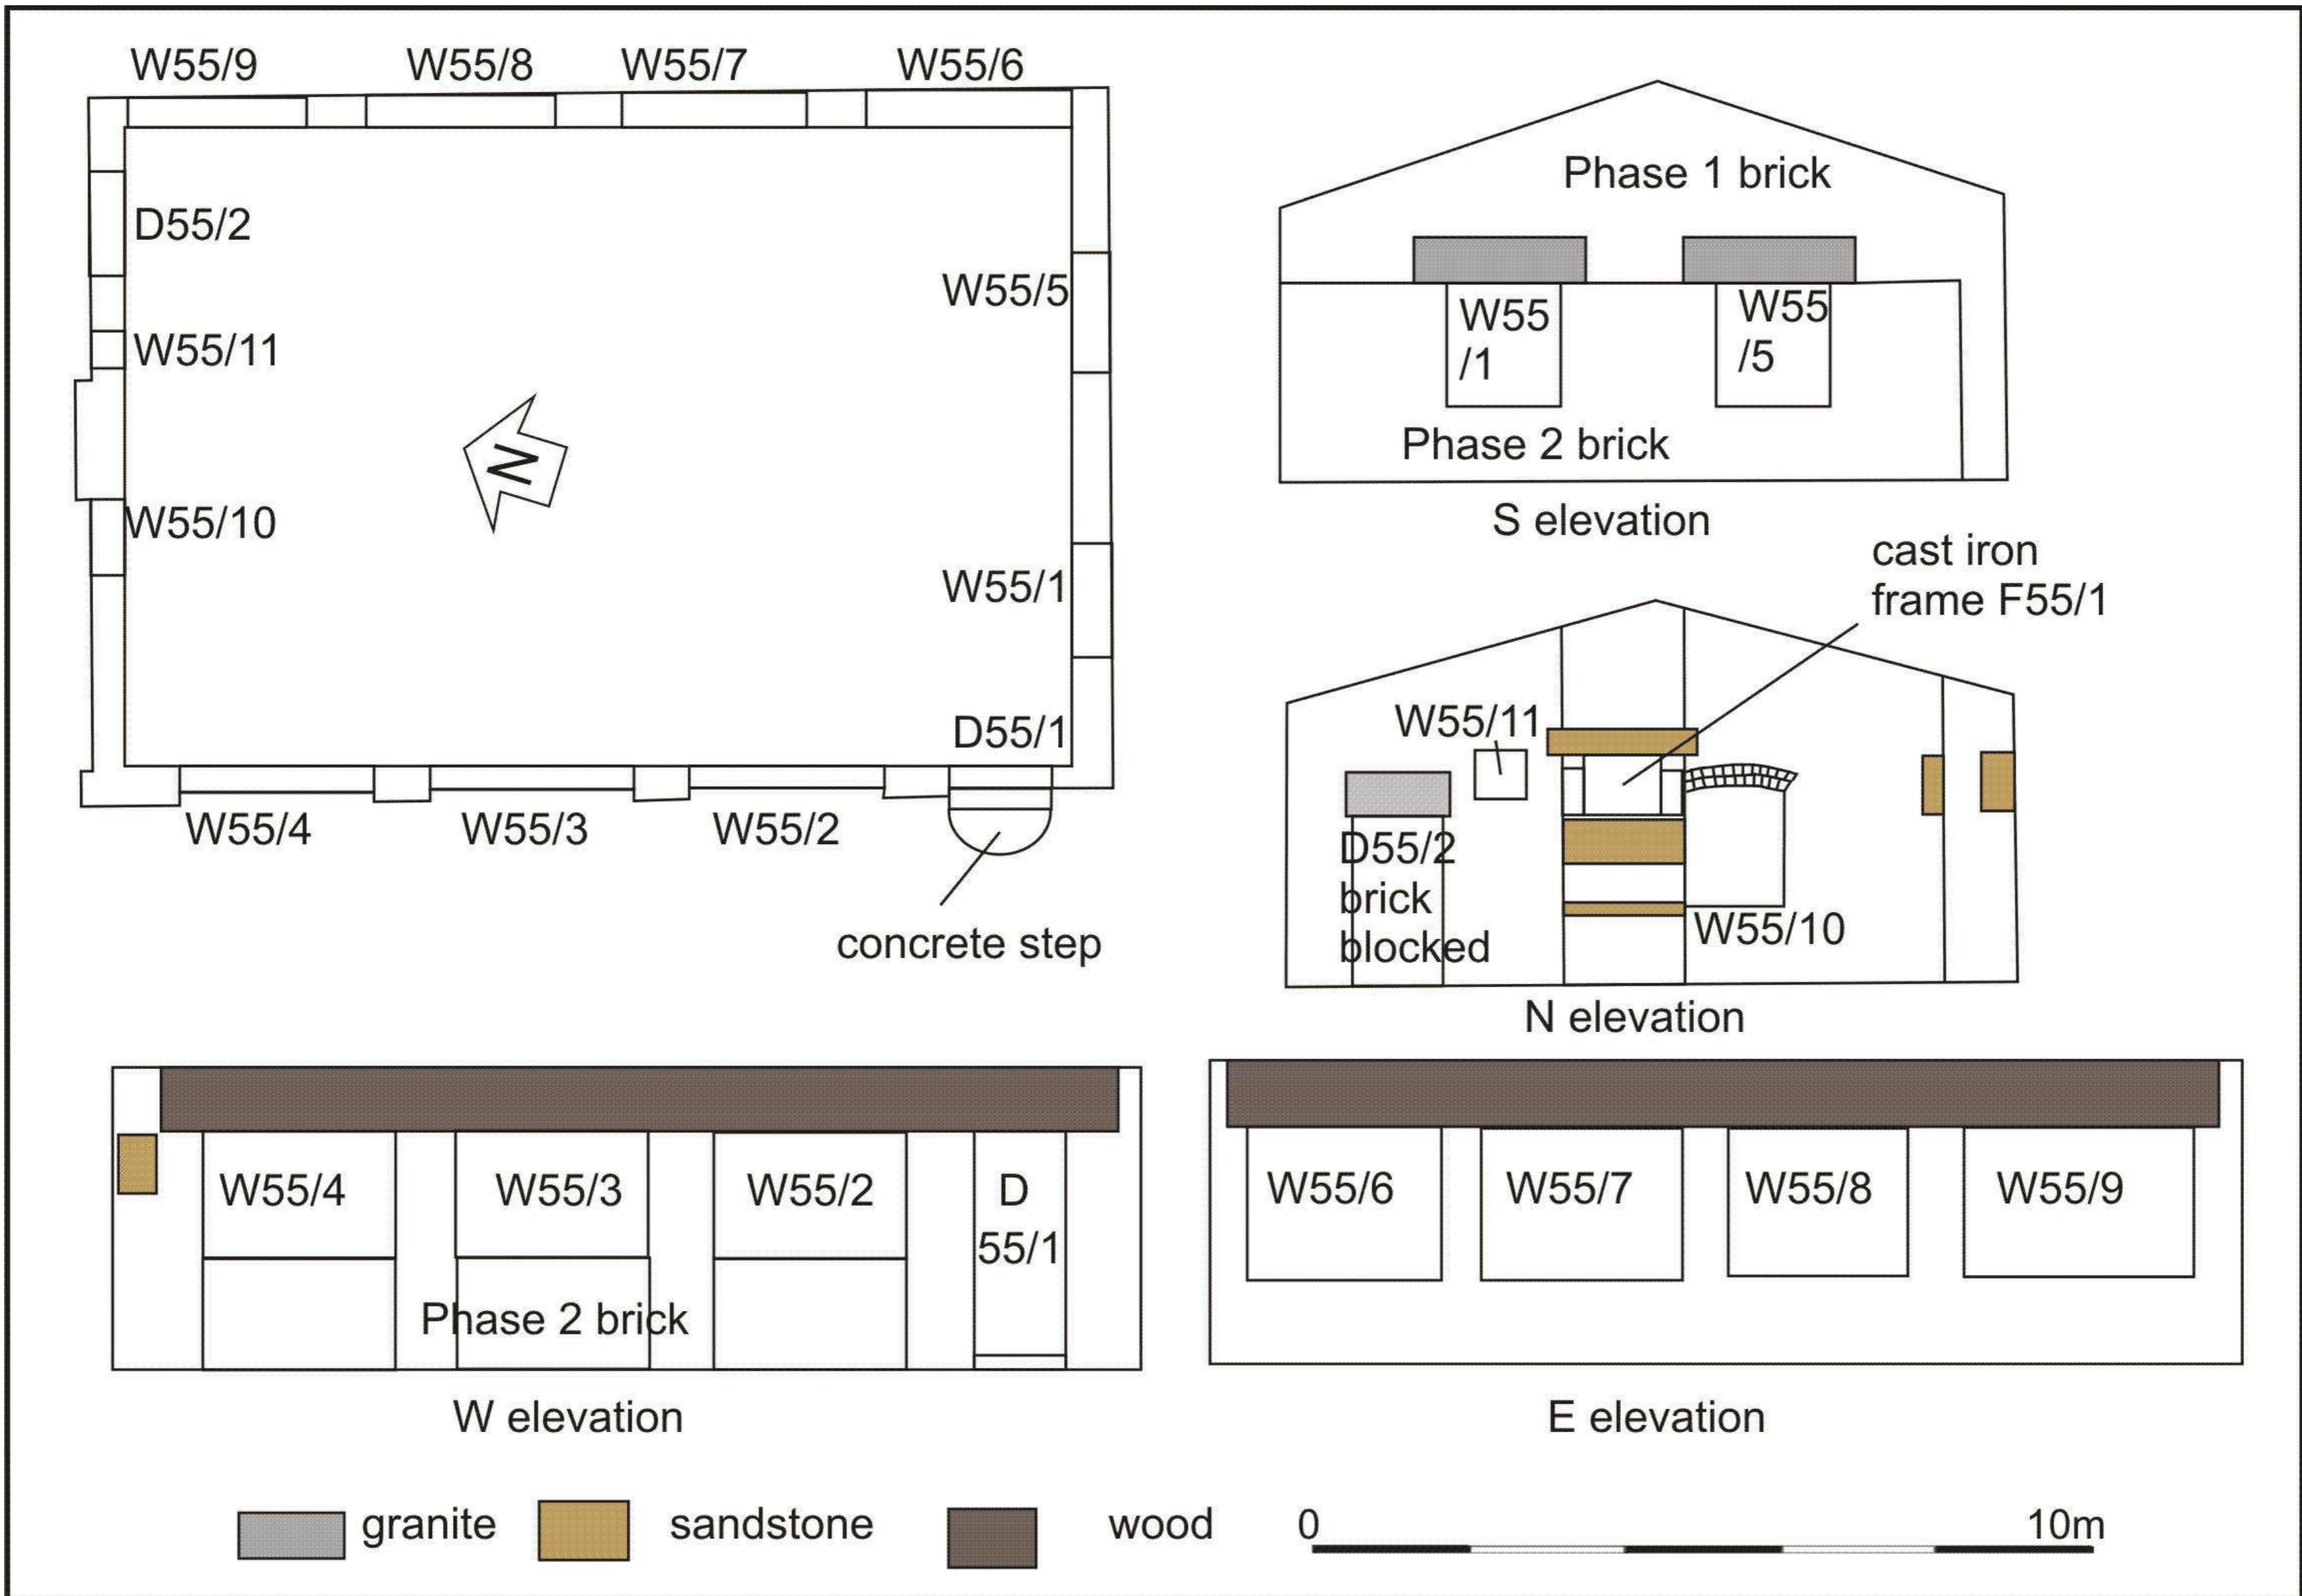 W55/9
W55/8
W55/7
W55/6
D55/2
W55/11
W55/10
W55/5
W55/1
D55/1
N
W55/4
W55/3
W55/2
concrete step
Phase 1 brick
W55
/1
W55
/5
Phase 2 brick
S elevation
cast iron
frame F55/1
W55/11
D55/2
brick
blocked
W55/10
N elevation
W55/4
W55/3
W55/2
D
55/1
Phase 2 brick
W elevation
W55/6
W55/7
W55/8
W55/9
E elevation
granite
sandstone
wood
0
10m